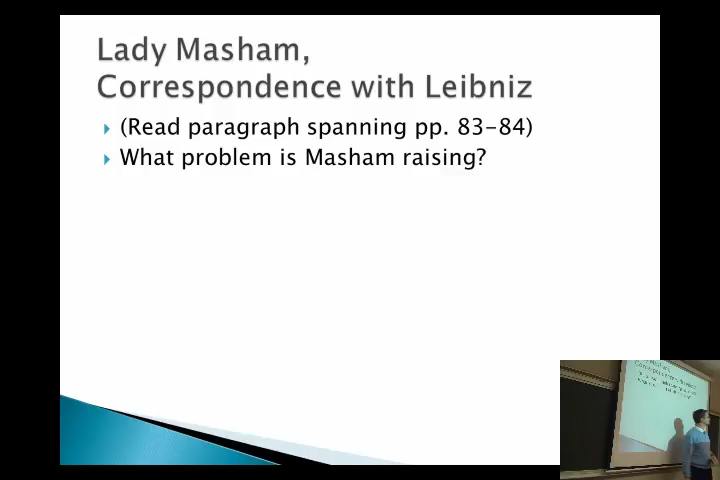 Lady Masham,
Correspondence with Leibniz
(Read paragraph spanning pp. 83-84)
What problem is Masham raising?